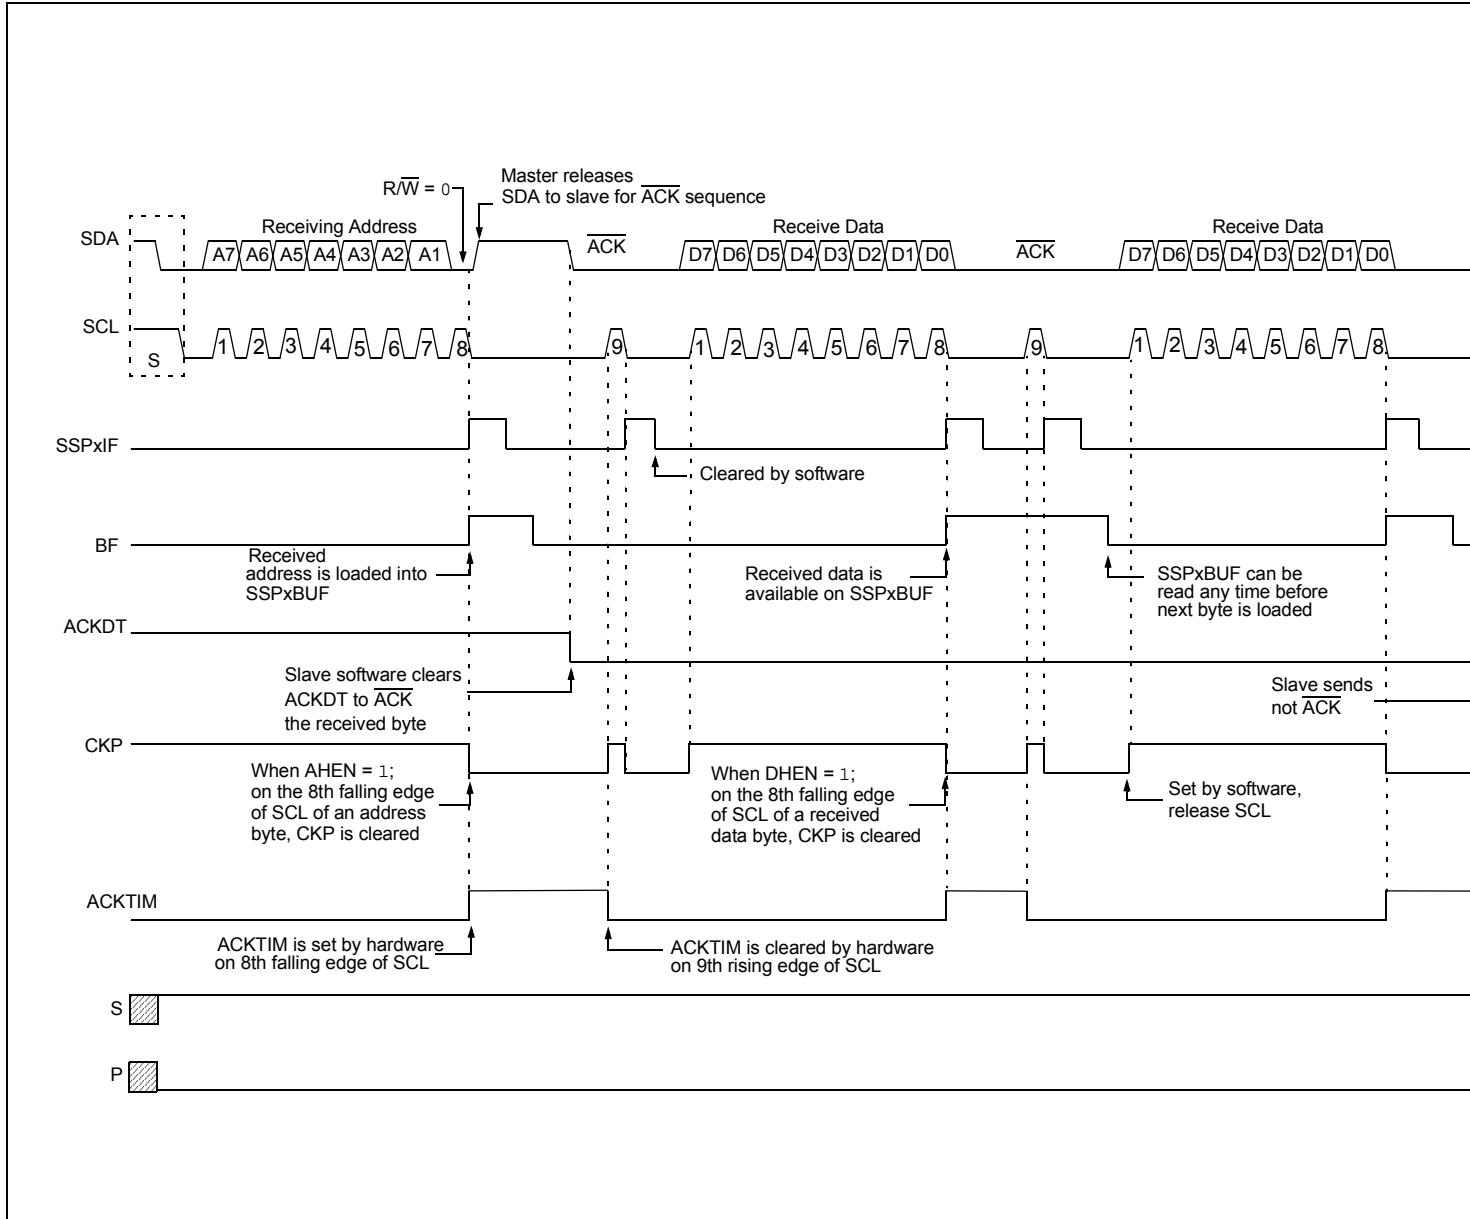 R/W = 0
Master releases
SDA to slave for ACK sequence
SDA
Receiving Address
ACK
Receive Data
ACK
Receive Data
A7 A6 A5 A4 A3 A2 A1
D7 D6 D5 D4 D3 D2 D1 D0
D7 D6 D5 D4 D3 D2 D1 D0
SCL
S
1 2 3 4 5 6 7 8 9 1 2 3 4 5 6 7 8 9 1 2 3 4 5 6 7 8
SSPxIF
Cleared by software
BF
Received
address is loaded into
SSPxBUF
Received data is
available on SSPxBUF
SSPxBUF can be
read any time before
next byte is loaded
ACKDT
Slave software clears
ACKDT to ACK
the received byte
Slave sends
not ACK
CKP
When AHEN = 1;
on the 8th falling edge
of SCL of an address
byte, CKP is cleared
When DHEN = 1;
on the 8th falling edge
of SCL of a received
data byte, CKP is cleared
Set by software,
release SCL
ACKTIM
ACKTIM is set by hardware
on 8th falling edge of SCL
ACKTIM is cleared by hardware
on 9th rising edge of SCL
S
P